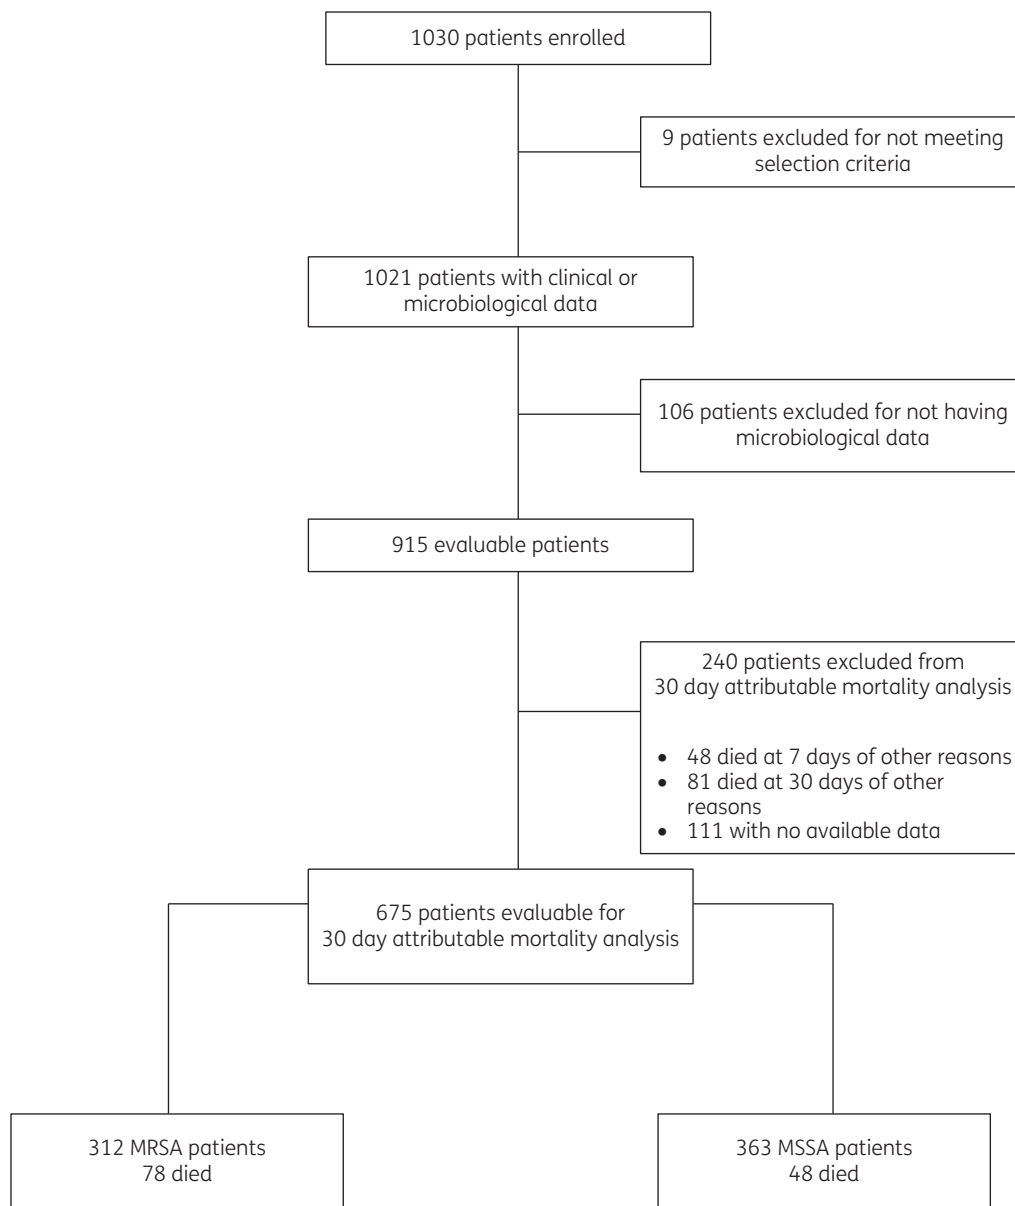 1030 patients enrolled
9 patients excluded for not meeting
selection criteria
1021 patients with clinical or
microbiological data
106 patients excluded for not having
microbiological data
915 evaluable patients
240 patients excluded from
30 day attributable mortality analysis
• 48 died at 7 days of other reasons
• 81 died at 30 days of other
reasons
• 111 with no available data
675 patients evaluable for
30 day attributable mortality analysis
312 MRSA patients
78 died
363 MSSA patients
48 died